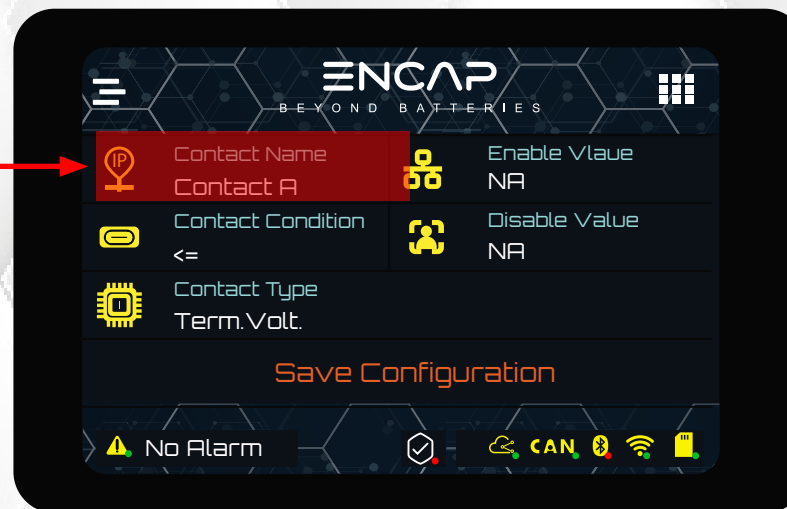 ENCAP
BEYOND BATTERIES
IP
Contact Name
Contact A
Enable Vlaue
NA
Contact Condition
<=
Disable Value
NA
Contact Type
Term.Volt.
Save Configuration
No Alarm
CAN